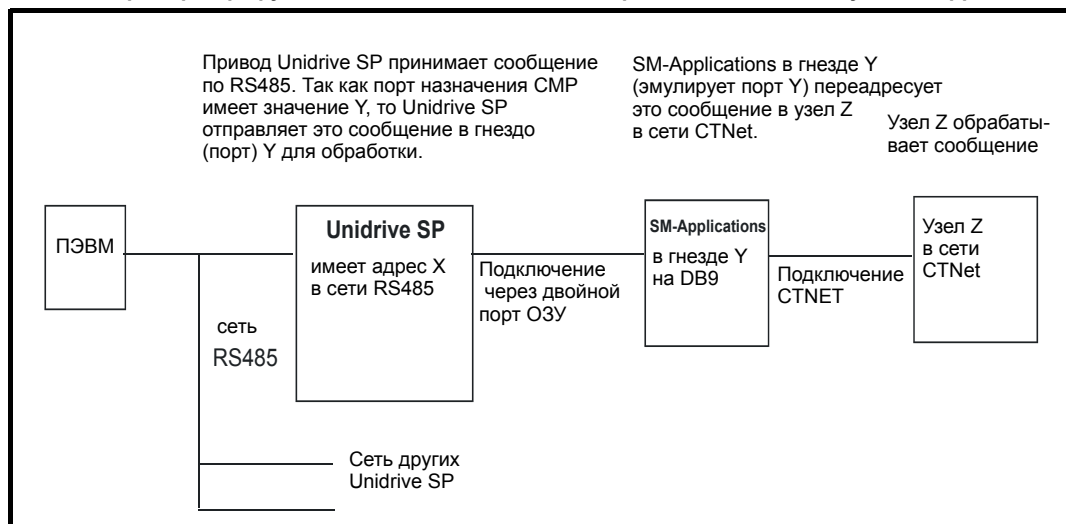 Привод Unidrive SP принимает сообщение
по RS485. Так как порт назначения CMP
имеет значение Y, то Unidrive SP
отправляет это сообщение в гнездо
(порт) Y для обработки.
SM-Applications в гнезде Y
(эмулирует порт Y) переадресует
это сообщение в узел Z
в сети CTNet.
Узел Z обрабаты-
вает сообщение
ПЭВМ
Unidrive SP
имеет адрес X
в сети RS485
Подключение
через двойной
порт ОЗУ
SM-Applications
в гнезде Y
на DB9
Подключение
CTNET
Узел Z
в сети
CTNet
сеть
RS485
Сеть других
Unidrive SP